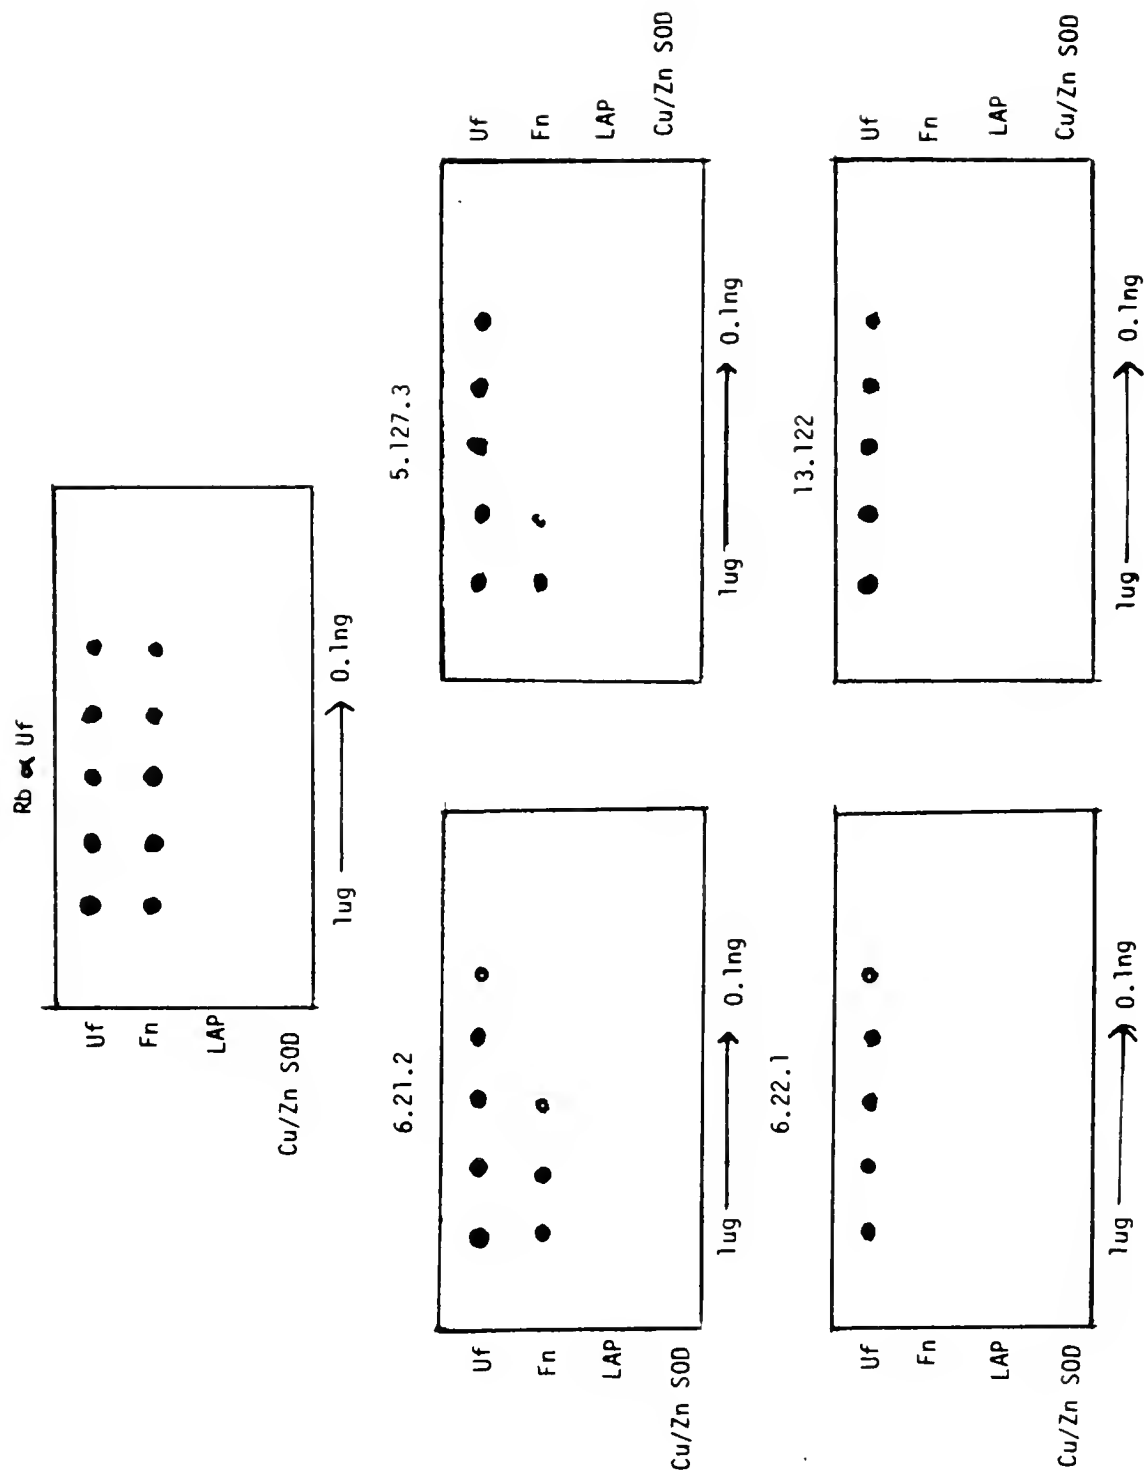 Rb α Uf
Uf
Fn
LAP
Cu/Zn SOD
1ug 0.1ng
6.21.2
Uf
Fn
LAP
Cu/Zn SOD
1ug 0.1ng
5.127.3
Uf
Fn
LAP
Cu/Zn SOD
1ug 0.1ng
6.22.1
Uf
Fn
LAP
Cu/Zn SOD
1ug 0.1ng
13.122
Uf
Fn
LAP
Cu/Zn SOD
1ug 0.1ng